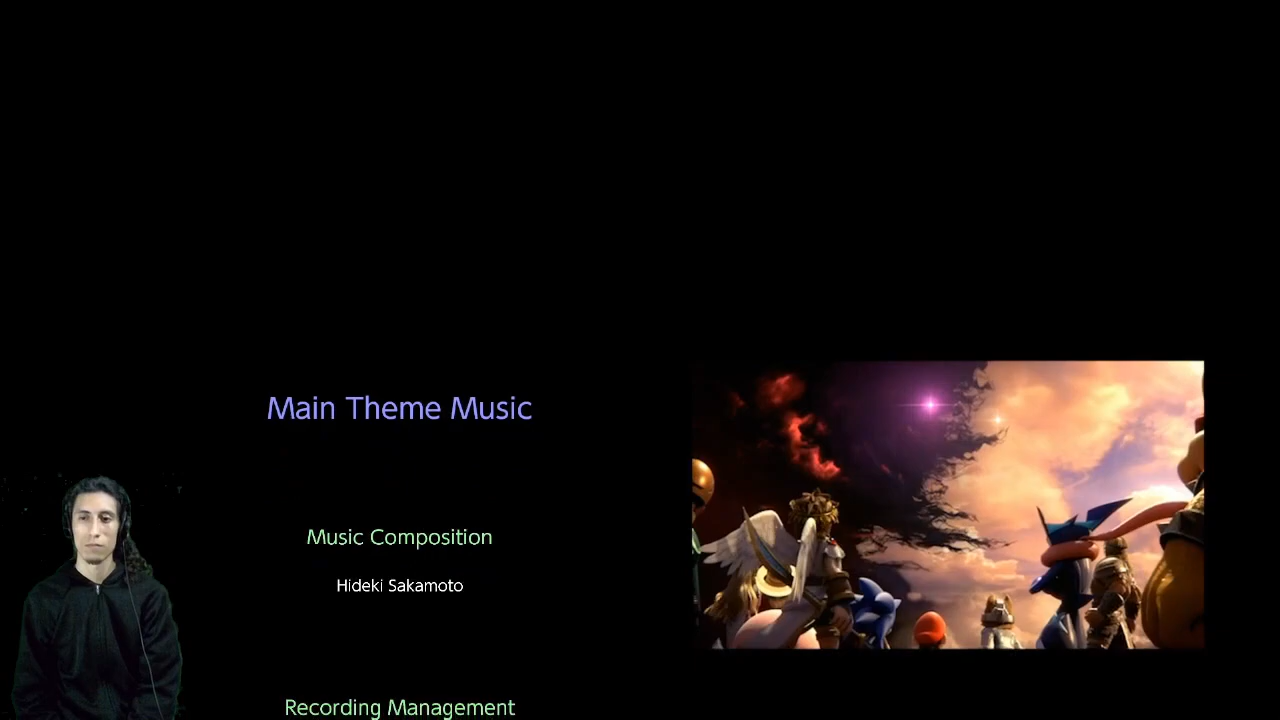 Main Theme Music
Music Composition
Hideki Sakamoto
Recording Management